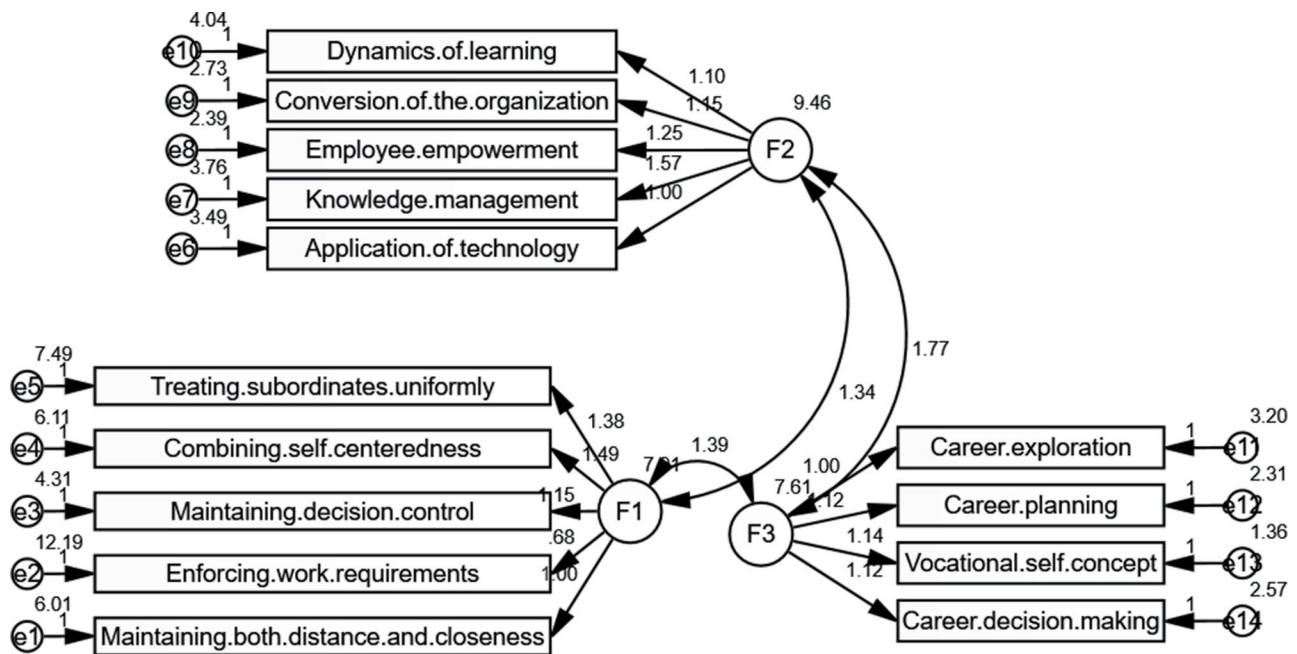 4.04
1
e10
Dynamics.of.learning
1.10
9.46
2.73
1
e9
Conversion.of.the.organization
1.15
2.39
1
e8
Employee.empowerment
1.25
F2
3.76
1
e7
Knowledge.management
1.57
3.49
1
e6
Application.of.technology
1.00
1.77
1.34
7.49
1
e5
Treating.subordinates.uniformly
1.38
6.11
1
e4
Combining.self.centeredness
1.49
1.39
4.31
1
e3
Maintaining.decision.control
1.15
F1
12.19
1
e2
Enforcing.work.requirements
.68
6.01
1
e1
Maintaining.both.distance.and.closeness
1.00
7.61
F3
1.00
Career.exploration
1
e11
3.20
Career.planning
1
e12
2.31
1.14
Vocational.self.concept
1
e13
1.36
1.12
Career.decision.making
1
e14
2.57